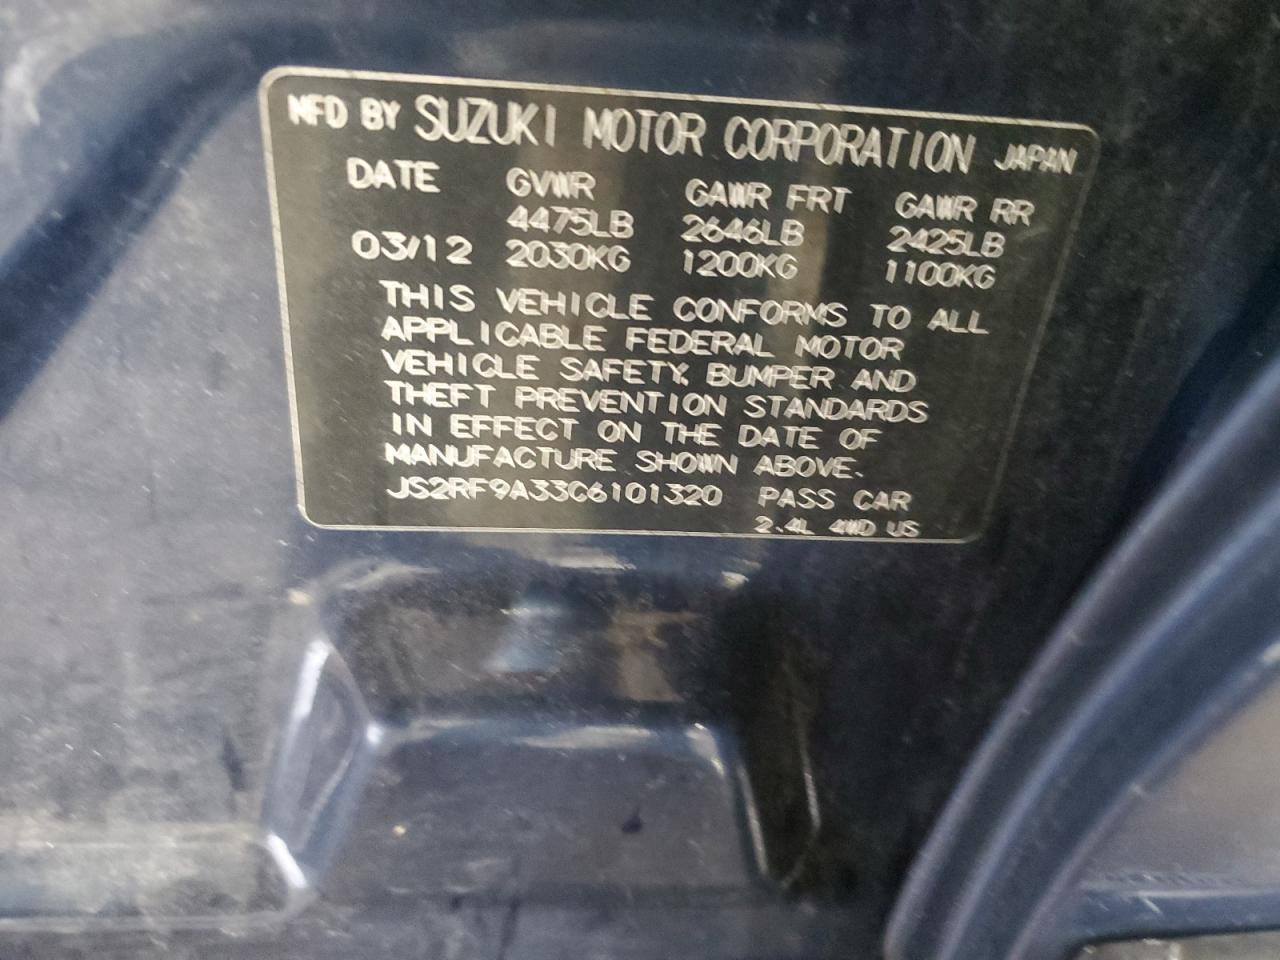 MFD BY SUZUKI MOTOR CORPORATION JAPAN
DATE GVWR GAWR FRT GAWR RR
4475LB 2646LB 2425LB
03/12 2030KG 1200KG 1100KG
THIS VEHICLE CONFORMS TO ALL
APPLICABLE FEDERAL MOTOR
VEHICLE SAFETY, BUMPER AND
THEFT PREVENTION STANDARDS
IN EFFECT ON THE DATE OF
MANUFACTURE SHOWN ABOVE.
JS2RF9A33C6101320 PASS CAR
2.4L 4WD US